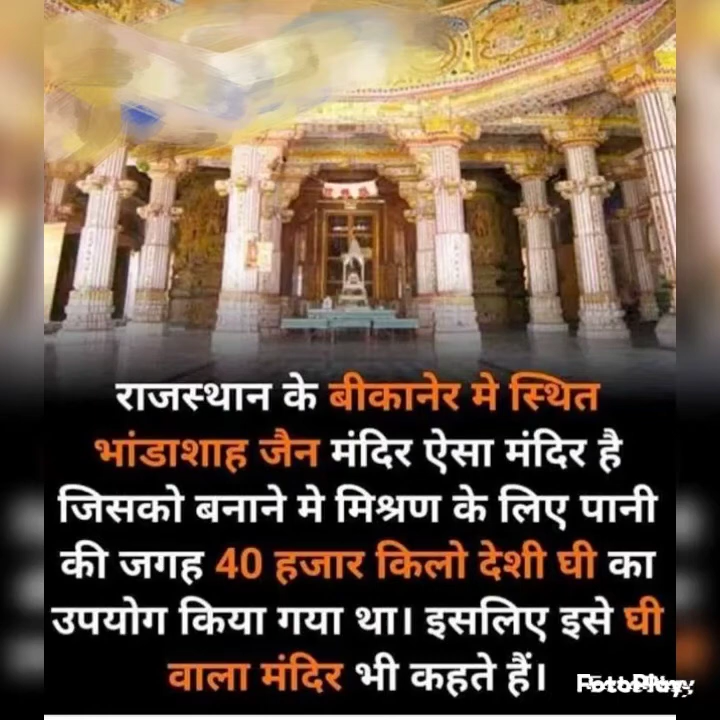 राजस्थान के बीकानेर मे स्थित
भांडाशाह जैन मंदिर ऐसा मंदिर है
जिसको बनाने मे मिश्रण के लिए पानी
की जगह 40 हजार किलो देशी घी का
उपयोग किया गया था। इसलिए इसे घी
वाला मंदिर भी कहते हैं।